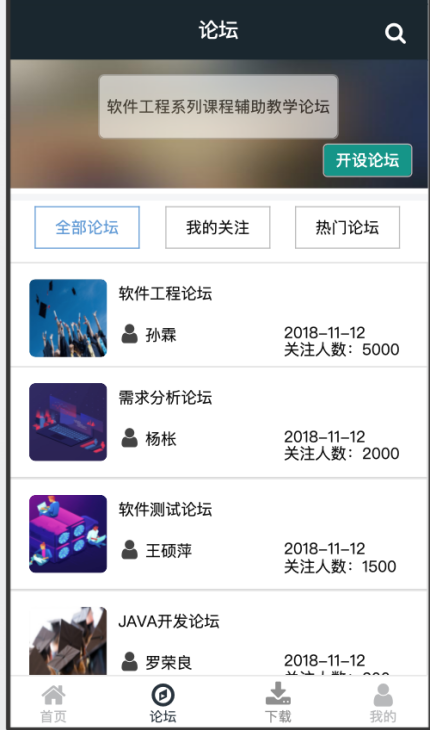 论坛
软件工程系列课程辅助教学论坛
开设论坛
全部论坛
我的关注
热门论坛
软件工程论坛
孙霖
2018-11-12
关注人数：5000
需求分析论坛
杨枨
2018-11-12
关注人数：2000
软件测试论坛
王硕萍
2018-11-12
关注人数：1500
JAVA开发论坛
罗荣良
2018-11-12
首页
论坛
下载
我的